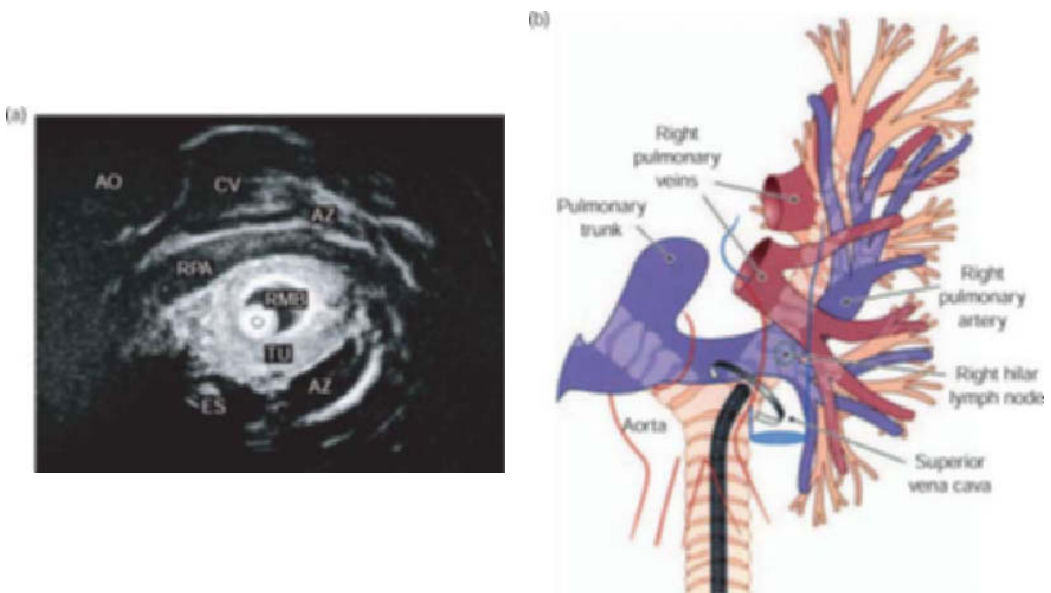 (a)
AO
CV
AZ
RPA
RMB
TU
AZ
ES
(b)
Right
pulmonary
veins
Pulmonary
trunk
Right
pulmonary
artery
Right hilar
lymph node
Aorta
Superior
vena cava